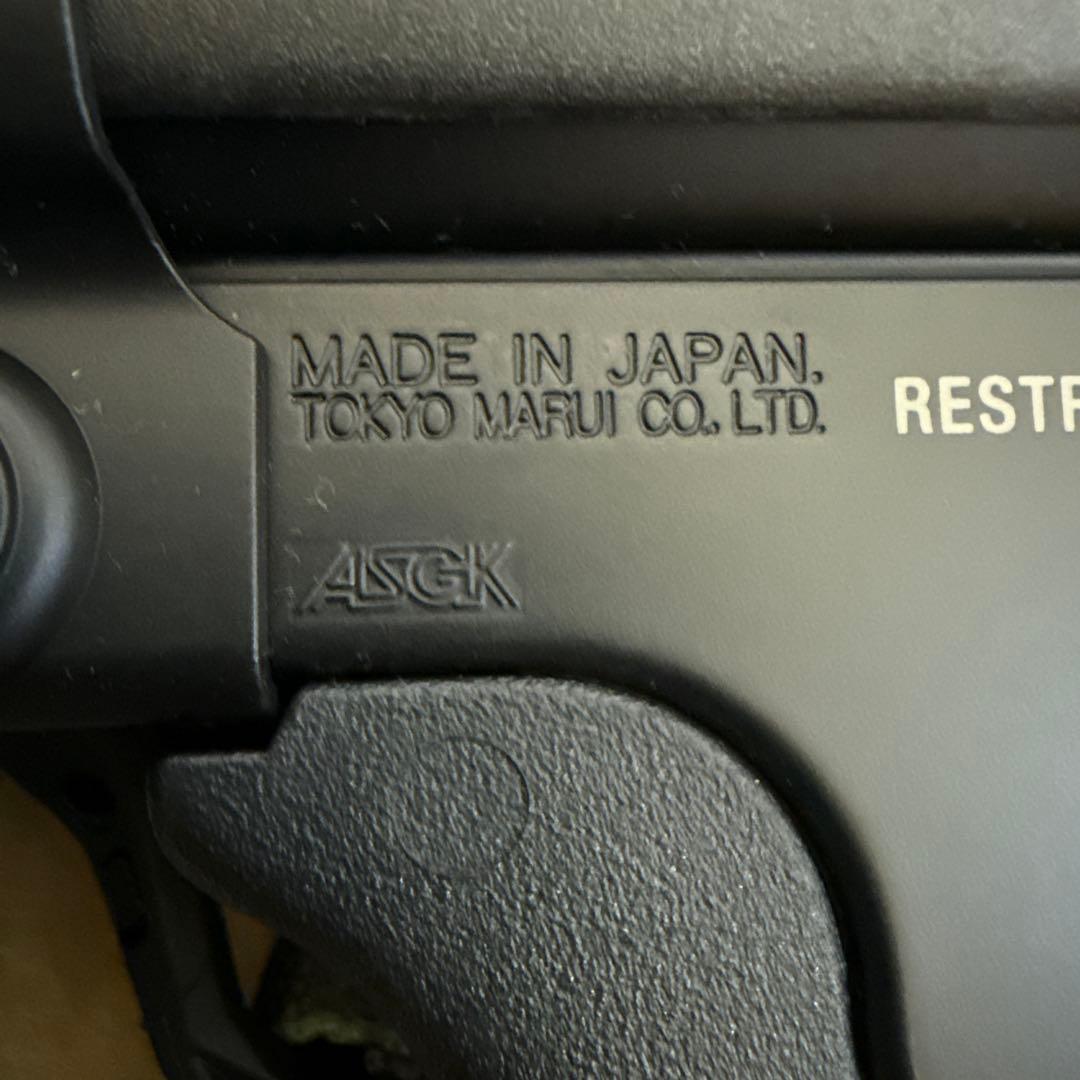 MADE IN JAPAN.
TOKYO MARUI CO., LTD.
RESTR
ASGK